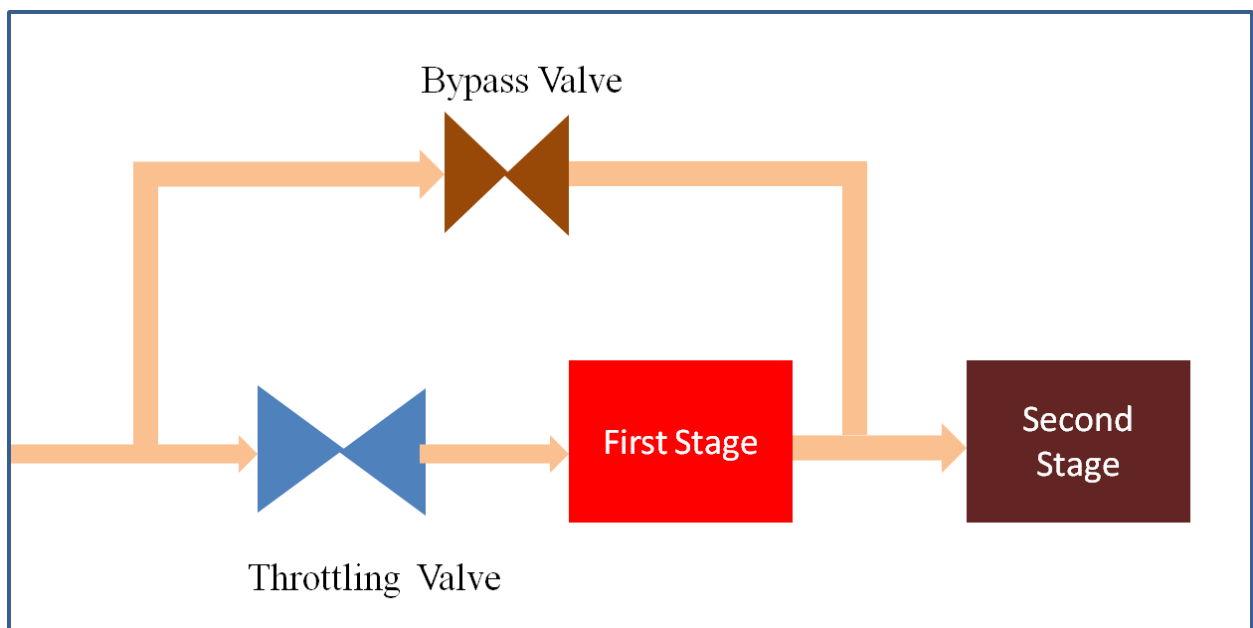 Bypass Valve
First Stage
Second
Stage
Throttling Valve